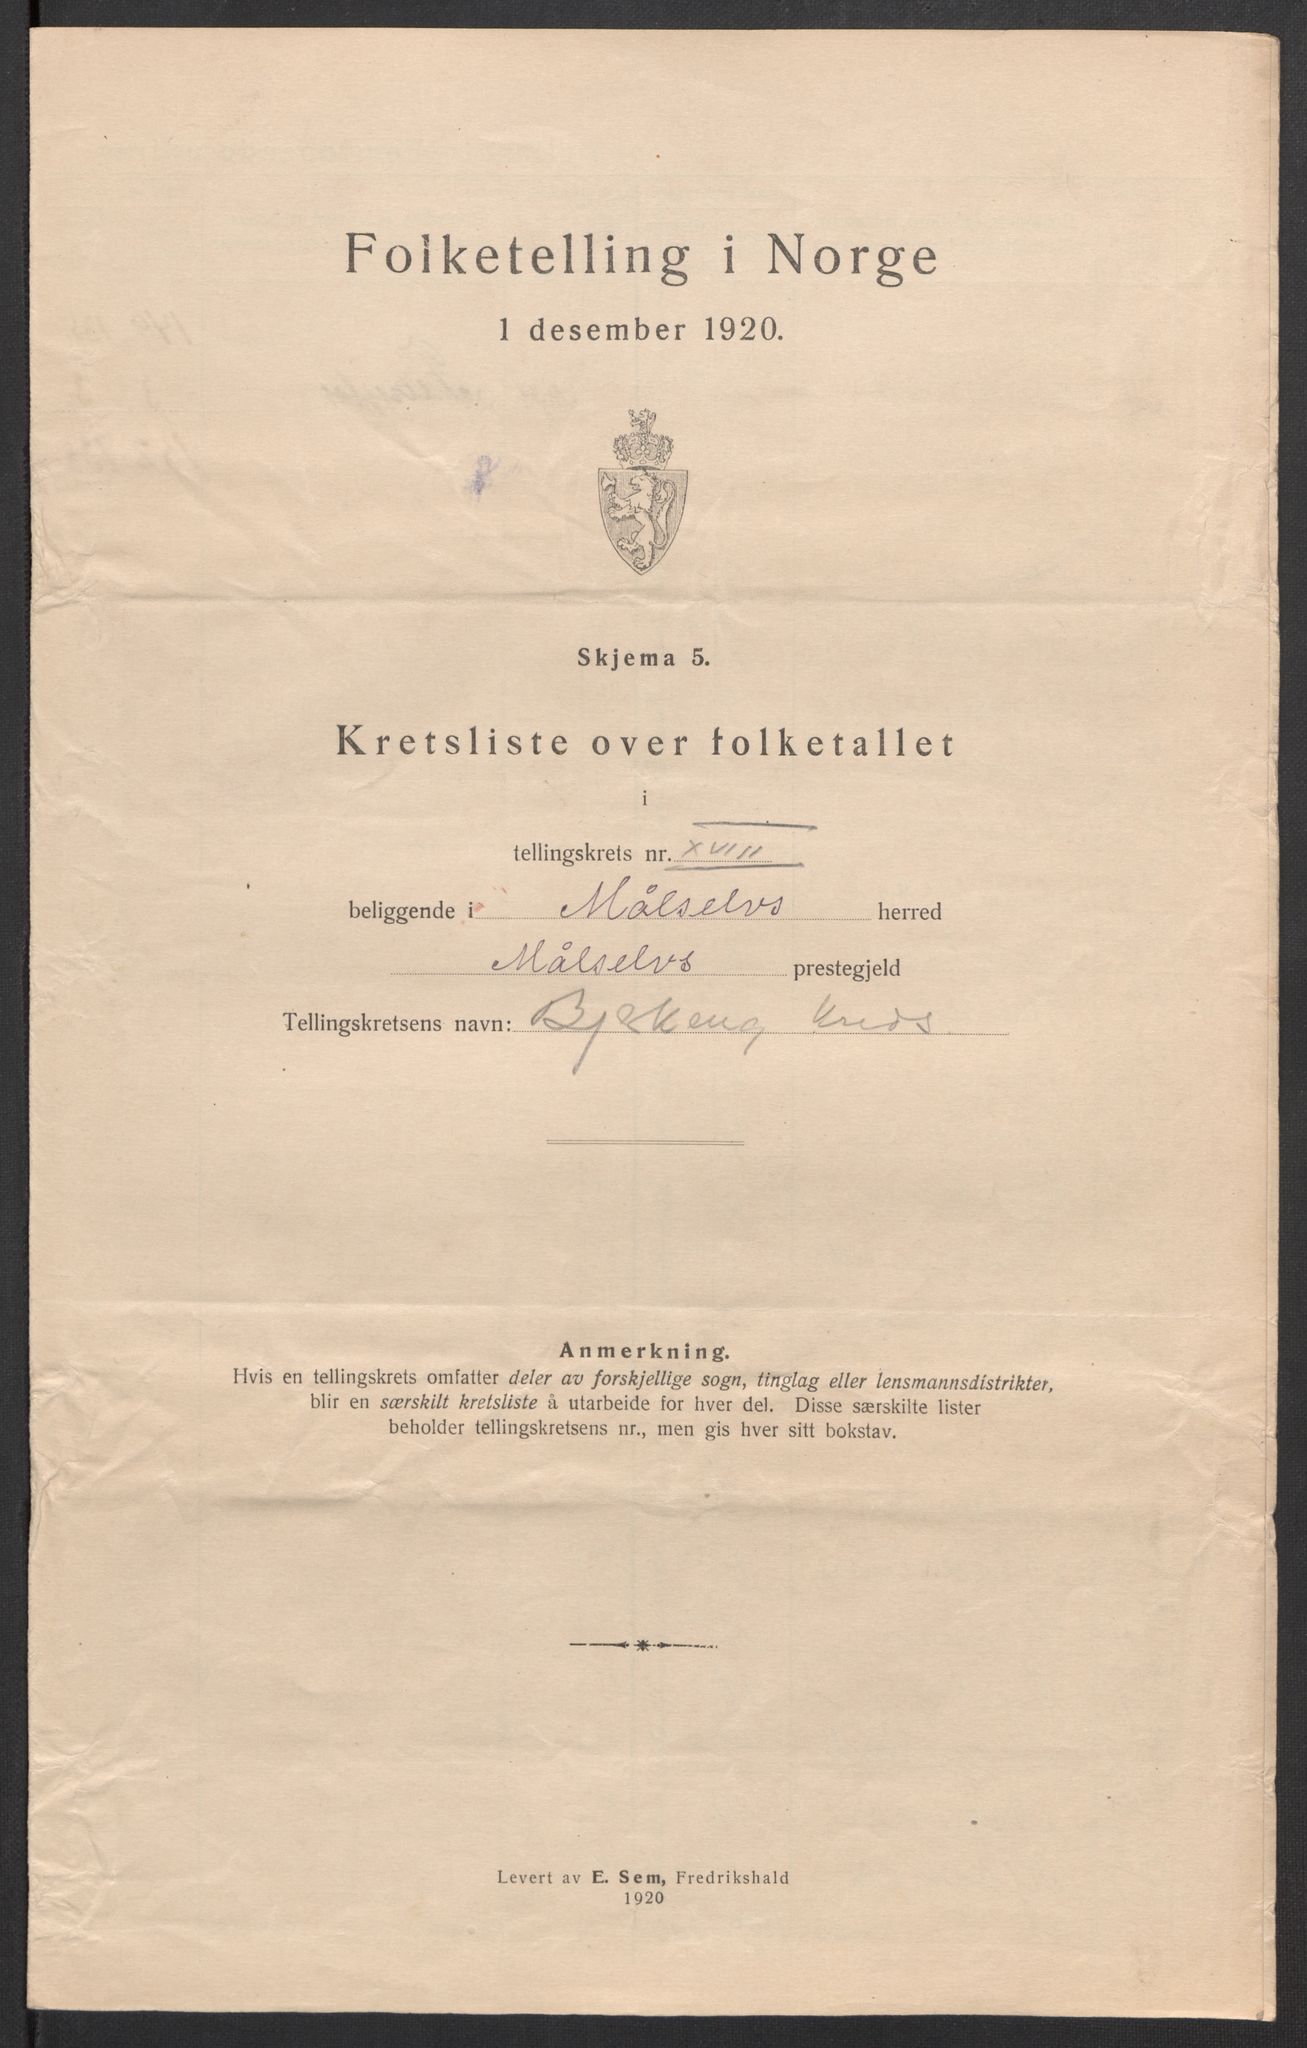 Folketelling i Norge
1 desember 1920.
Skjema 5.
Kretsliste over folketallet
i
tellingskrets nr. XVIII
beliggende i Målselvs herred
Målselvs prestegjeld
Tellingskretsens navn: Bjerkeng Kreds.
Anmerkning.
Hvis en tellingskrets omfatter deler av forskjellige sogn, tinglag eller lensmannsdistrikter,
blir en særskilt kretsliste å utarbeide for hver del. Disse særskilte lister
beholder tellingskretsens nr., men gis hver sitt bokstav.
Levert av E. Sem, Fredrikshald
1920